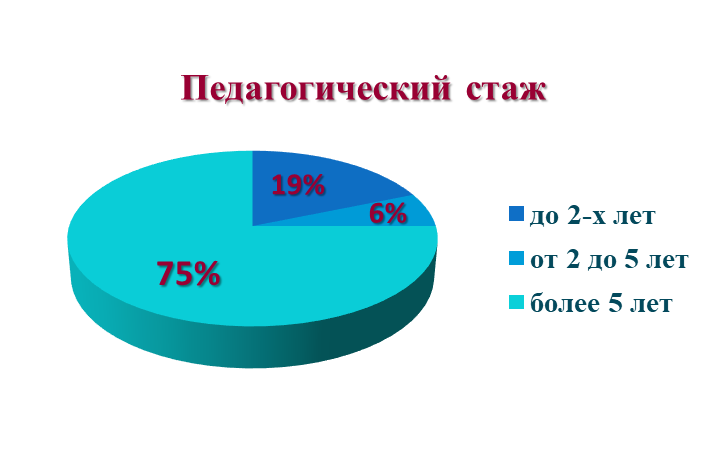 Педагогический стаж
19%
6%
75%
до 2-х лет
от 2 до 5 лет
более 5 лет